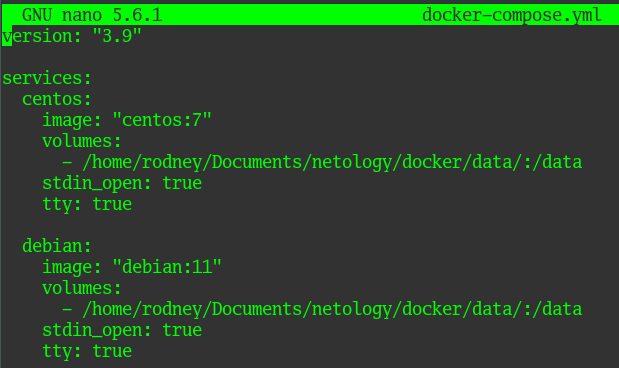 GNU nano 5.6.1 docker-compose.yml
version: "3.9"
services:
centos:
image: "centos:7"
volumes:
- /home/rodney/Documents/netology/docker/data/:/data
stdin_open: true
tty: true
debian:
image: "debian:11"
volumes:
- /home/rodney/Documents/netology/docker/data/:/data
stdin_open: true
tty: true